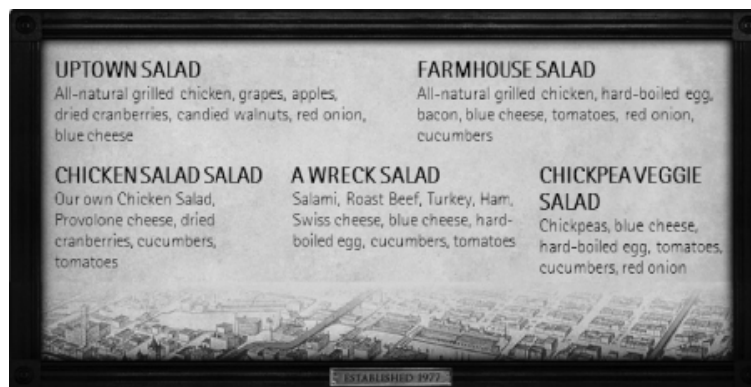 UPTOWN SALAD
All-natural grilled chicken, grapes, apples,
dried cranberries, candied walnuts, red onion,
blue cheese
FARMHOUSE SALAD
All-natural grilled chicken, hard-boiled egg,
bacon, blue cheese, tomatoes, red onion,
cucumbers
CHICKEN SALAD SALAD
Our own Chicken Salad,
Provolone cheese, dried
cranberries, cucumbers,
tomatoes
A WRECK SALAD
Salami, Roast Beef, Turkey, Ham,
Swiss cheese, blue cheese, hard-
boiled egg, cucumbers, tomatoes
CHICKPEA VEGGIE
SALAD
Chickpeas, blue cheese,
hard-boiled egg, tomatoes,
cucumbers, red onion
ESTABLISHED 1977